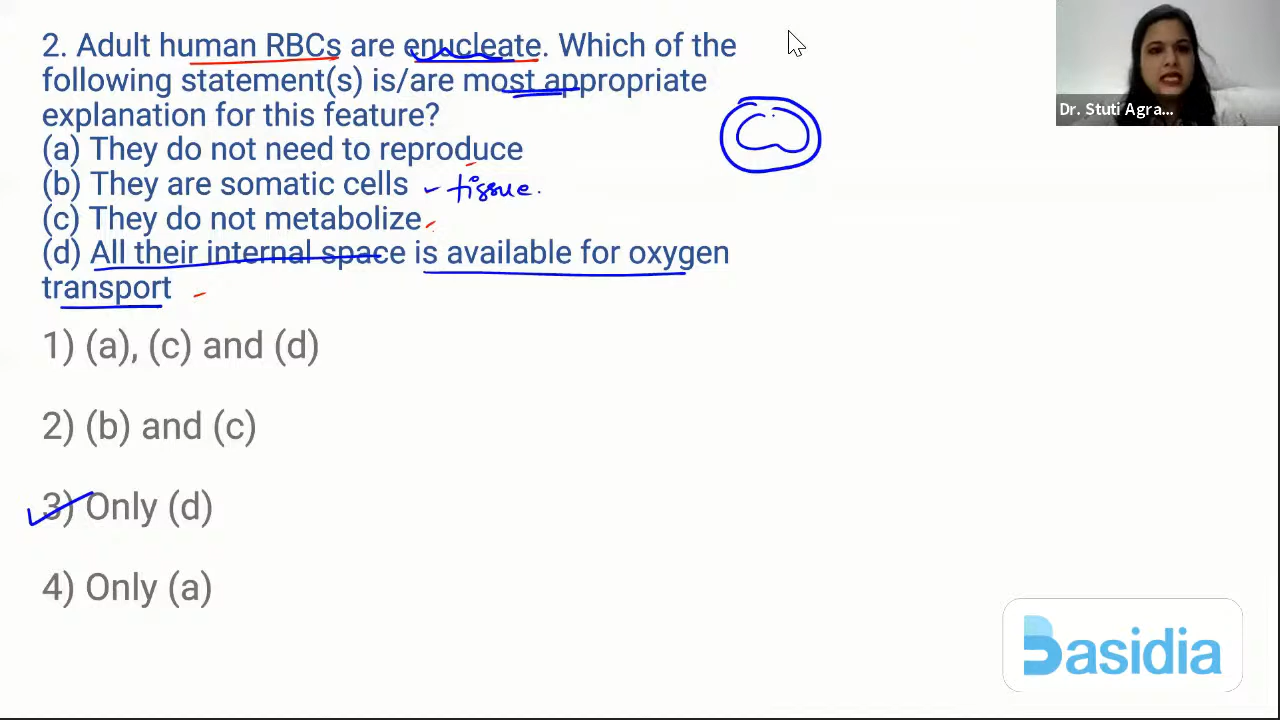 2. Adult human RBCs are enucleate. Which of the
following statement(s) is/are most appropriate
explanation for this feature?
(a) They do not need to reproduce
(b) They are somatic cells - tissue.
(c) They do not metabolize
(d) All their internal space is available for oxygen
transport
1) (a), (c) and (d)
2) (b) and (c)
3) Only (d)
4) Only (a)
Dr. Stuti Agra...
Basidia